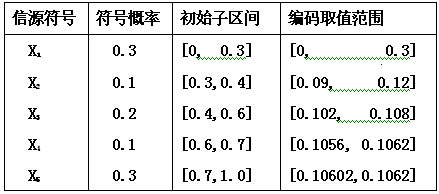 信源符号 符号概率 初始子区间 编码取值范围
X₁ 0.3 [0, 0.3] [0, 0.3]
X₂ 0.1 [0.3,0.4] [0.09, 0.12]
X₃ 0.2 [0.4,0.6] [0.102, 0.108]
X₄ 0.1 [0.6,0.7] [0.1056, 0.1062]
X₅ 0.3 [0.7,1.0] [0.10602,0.1062]